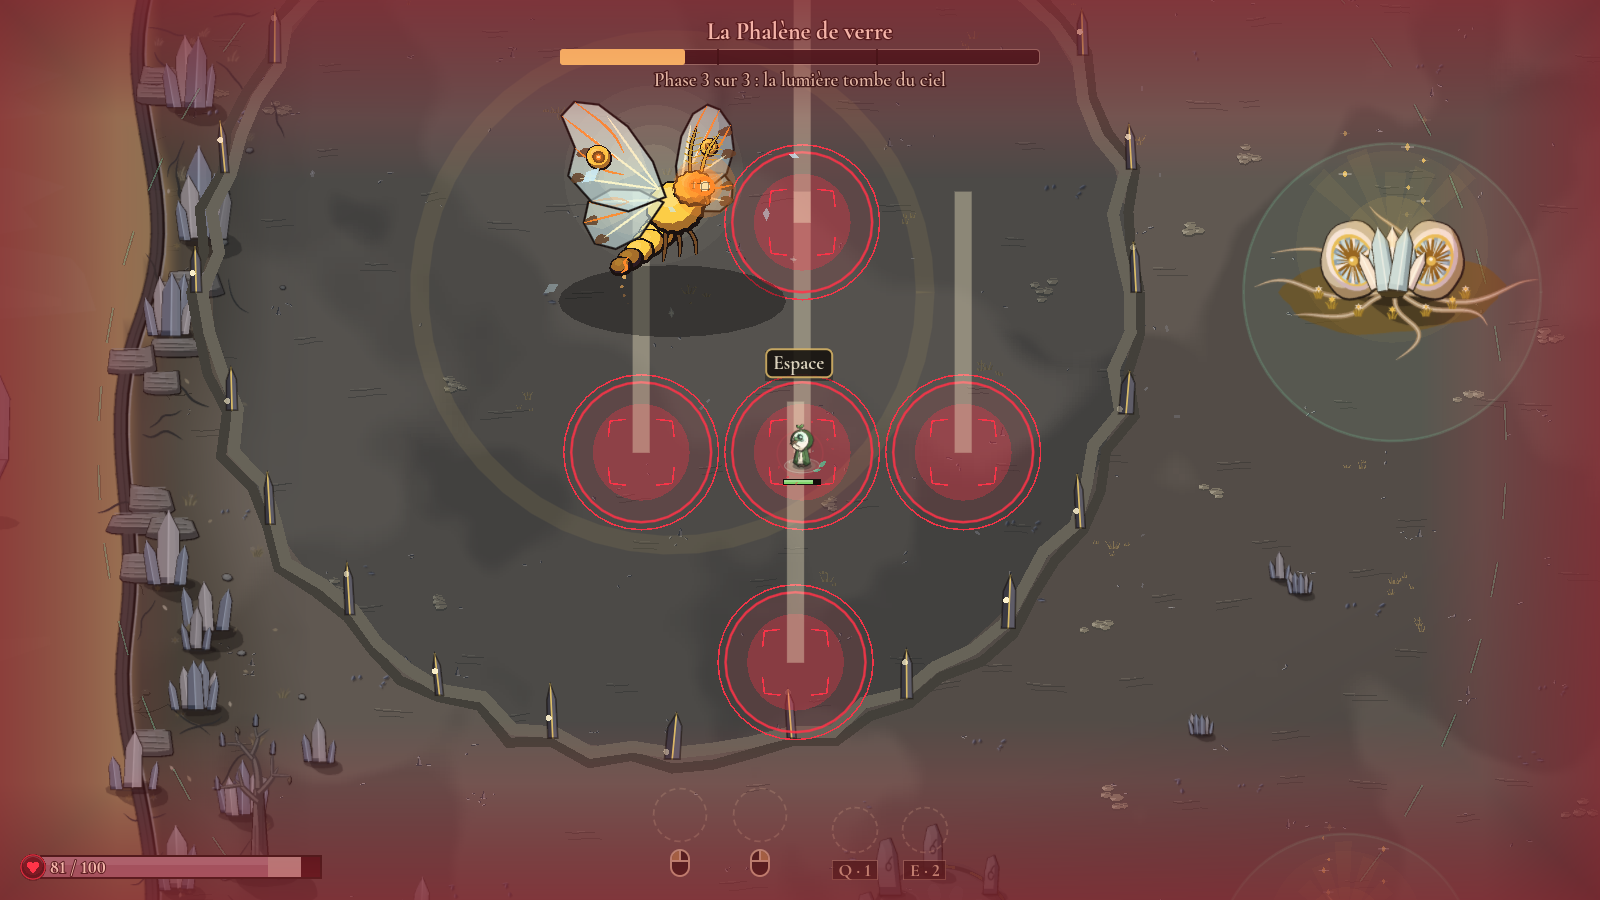 La Phalène de verre
Phase 3 sur 3 : la lumière tombe du ciel
Espace
81 / 100
Q · 1
E · 2